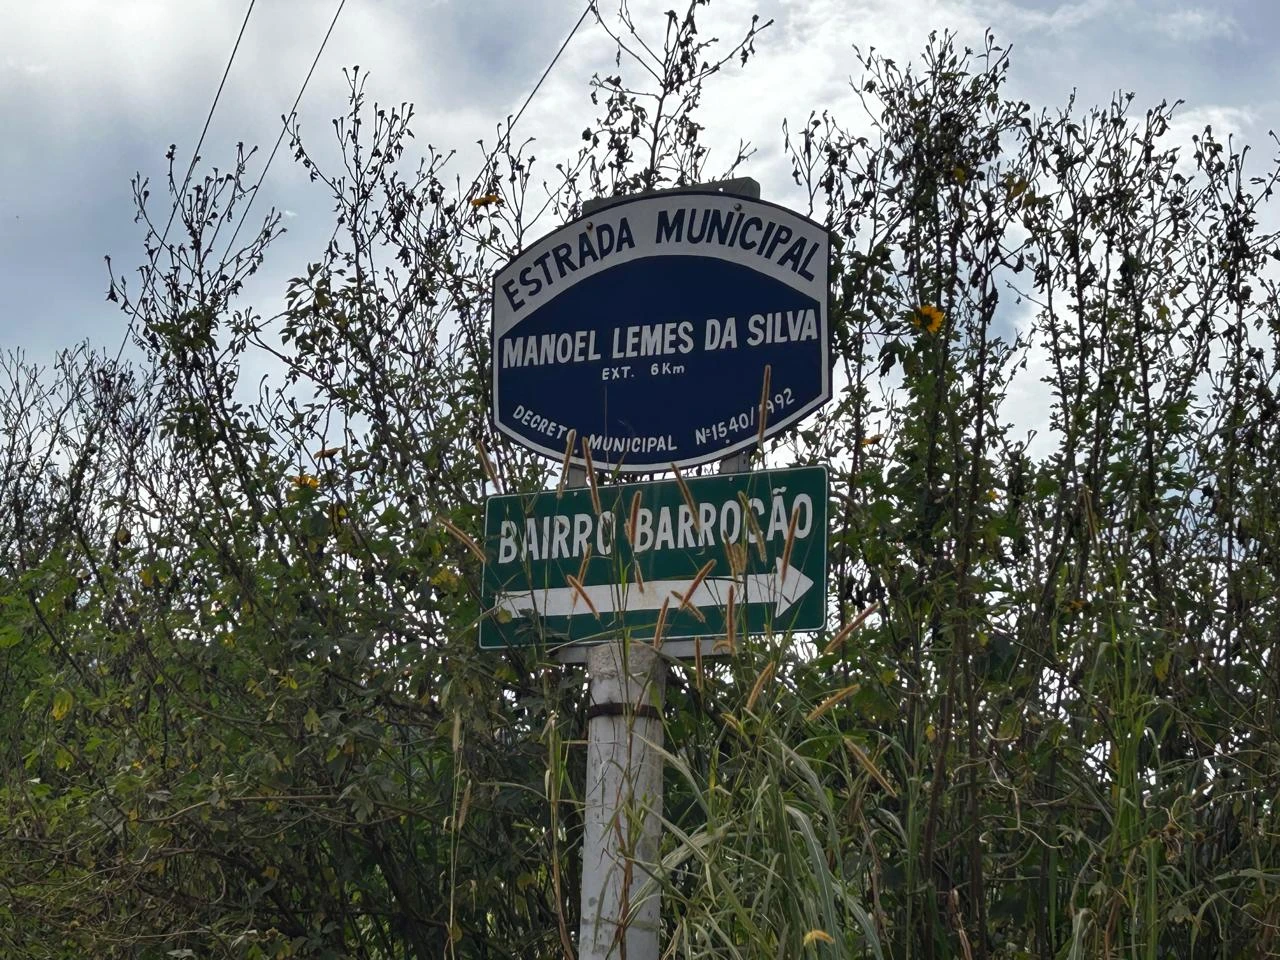 ESTRADA MUNICIPAL
MANOEL LEMES DA SILVA
EXT. 6Km
DECRETO MUNICIPAL Nº1540/1992
BAIRRO BARROCÃO